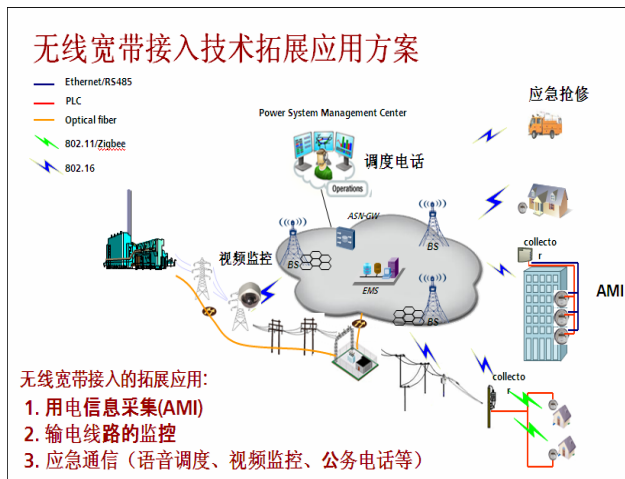 无线宽带接入技术拓展应用方案
Ethernet/RS485
PLC
Optical fiber
802.11/Zigbee
802.16
Power System Management Center
调度电话
Operations
应急抢修
ASN-GW
BS
BS
视频监控
EMS
BS
collecto
r
AMI
collecto
r
无线宽带接入的拓展应用:
1. 用电信息采集(AMI)
2. 输电线路的监控
3. 应急通信（语音调度、视频监控、公务电话等）